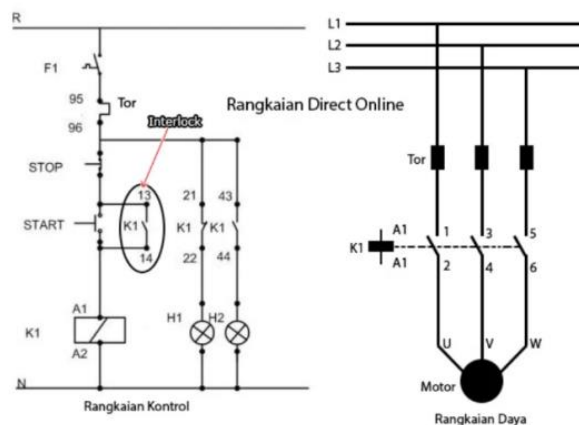 R
F1
95
Tor
96
Interlock
STOP
13
21
43
START
K1
K1
K1
14
22
44
A1
K1
A2
H1
H2
N
Rangkaian Kontrol
Rangkaian Direct Online
L1
L2
L3
Tor
A1
1
3
5
K1
A1
2
4
6
U
V
W
Motor
Rangkaian Daya